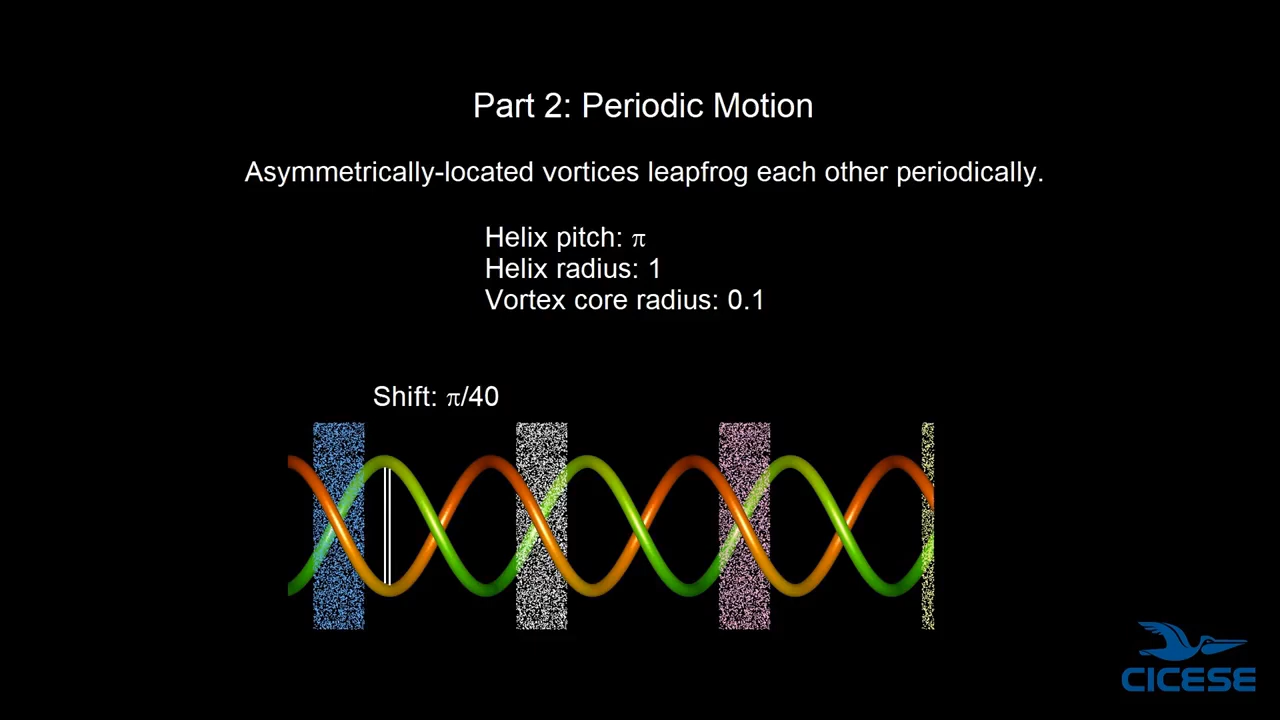 Part 2: Periodic Motion
Asymmetrically-located vortices leapfrog each other periodically.
Helix pitch: π
Helix radius: 1
Vortex core radius: 0.1
Shift: π/40
CICESE